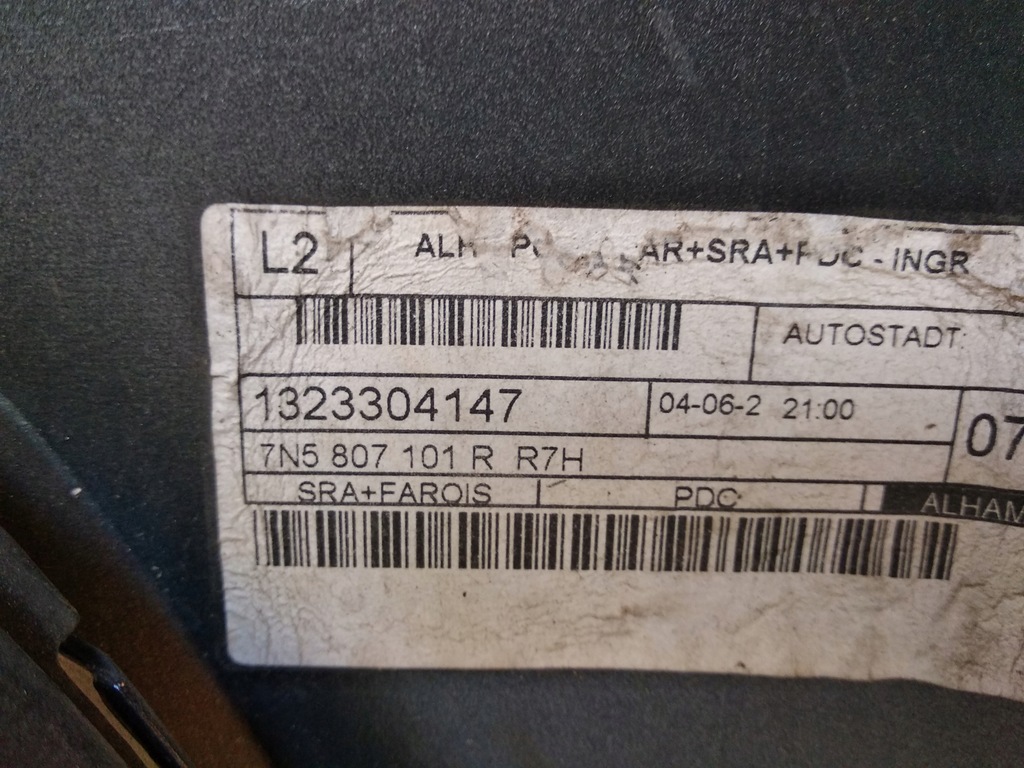 L2 AR+SRA+PDC - INGR
AUTOSTADT:
1323304147 04-06-2 21:00 07
7N5 807 101 R R7H
SRA+FAROIS PDC ALHAM